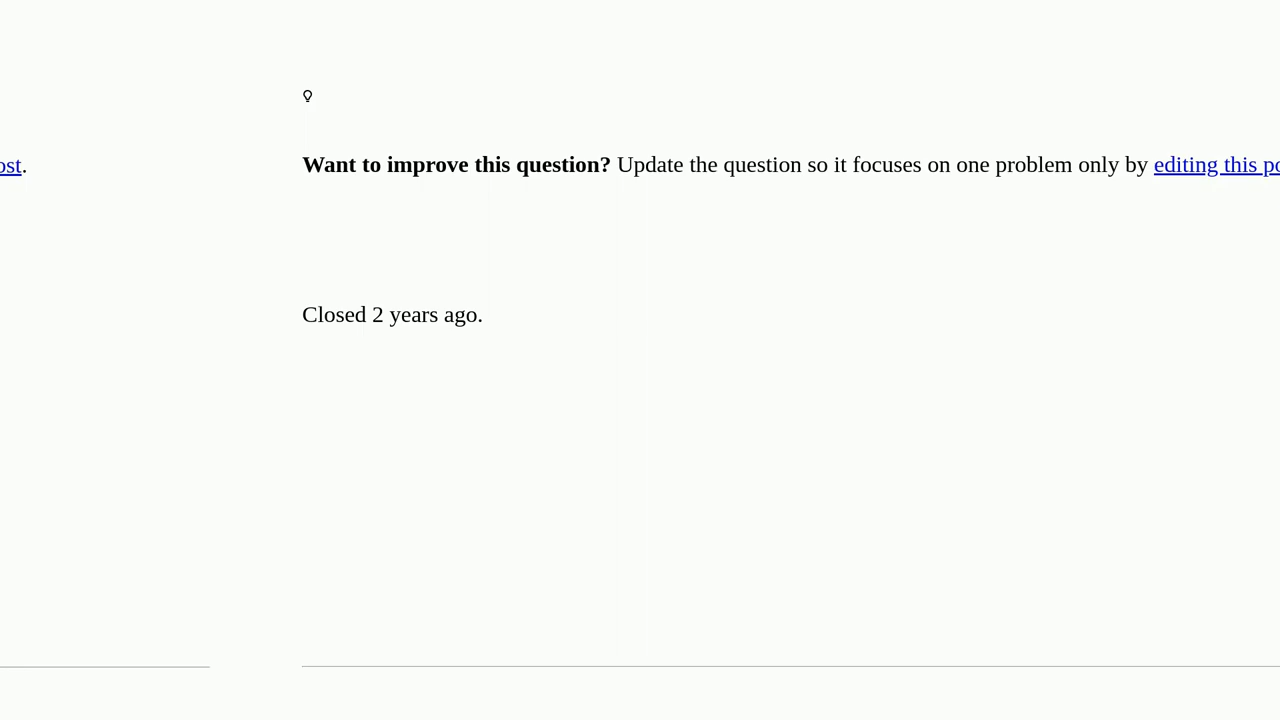 ost.
Want to improve this question? Update the question so it focuses on one problem only by editing this po
Closed 2 years ago.